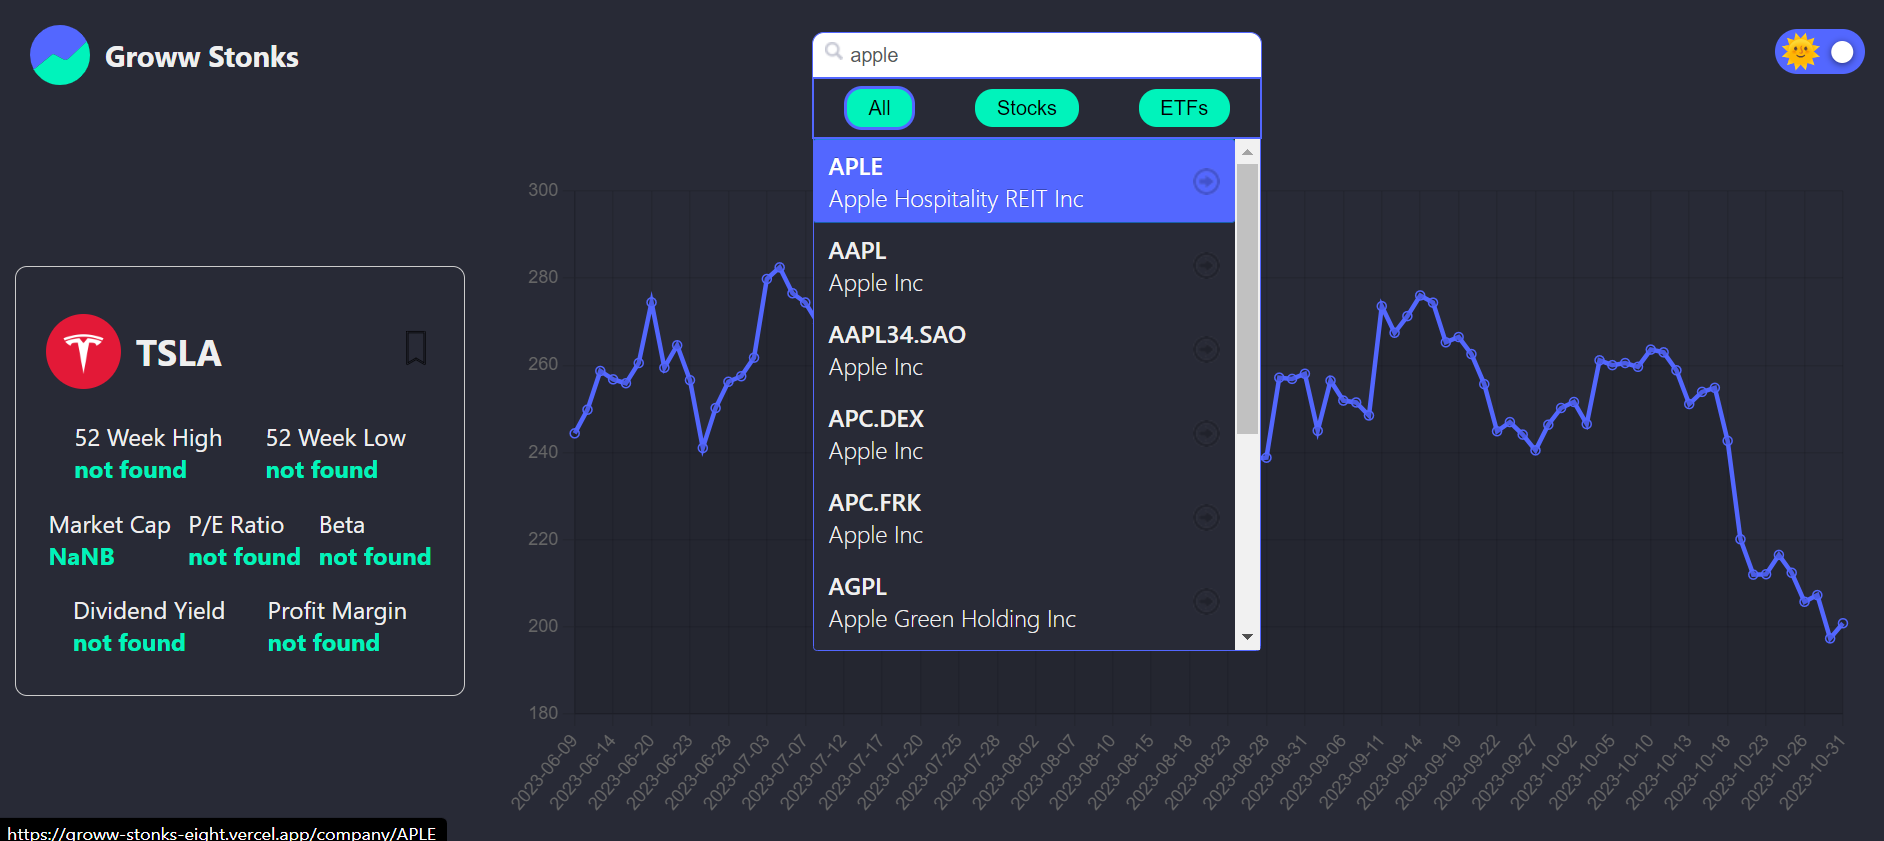 Groww Stonks
apple
All
Stocks
ETFs
APLE
Apple Hospitality REIT Inc
AAPL
Apple Inc
AAPL34.SAO
Apple Inc
APC.DEX
Apple Inc
APC.FRK
Apple Inc
AGPL
Apple Green Holding Inc
TSLA
52 Week High
not found
52 Week Low
not found
Market Cap
NaNB
P/E Ratio
not found
Beta
not found
Dividend Yield
not found
Profit Margin
not found
300
280
260
240
220
200
180
2023-06-09
2023-06-14
2023-06-20
2023-06-23
2023-06-28
2023-07-03
2023-07-07
2023-07-12
2023-07-17
2023-07-20
2023-07-25
2023-07-28
2023-08-02
2023-08-07
2023-08-10
2023-08-15
2023-08-18
2023-08-23
2023-08-28
2023-08-31
2023-09-06
2023-09-11
2023-09-14
2023-09-19
2023-09-22
2023-09-27
2023-10-02
2023-10-05
2023-10-10
2023-10-13
2023-10-18
2023-10-23
2023-10-26
2023-10-31
https://groww-stonks-eight.vercel.app/company/APLE